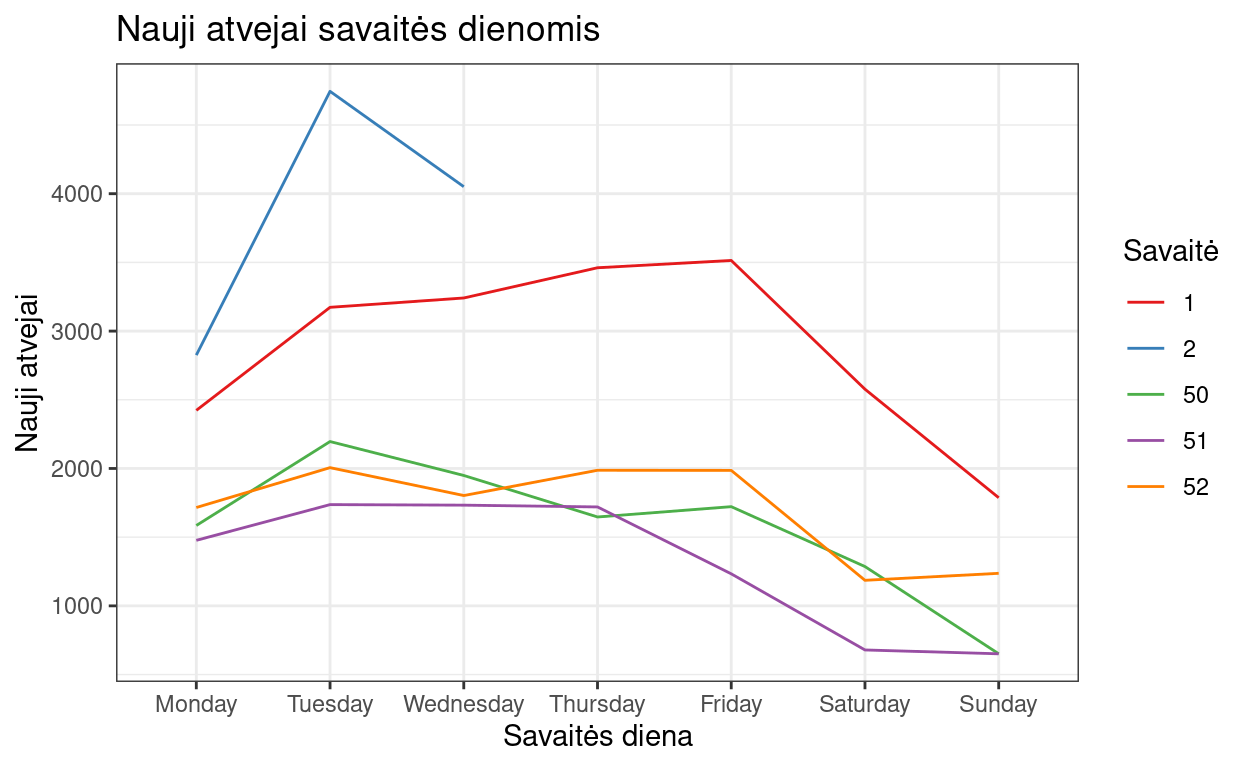 Nauji atvejai savaitės dienomis
Nauji atvejai
4000
3000
2000
1000
Monday Tuesday Wednesday Thursday Friday Saturday Sunday
Savaitės diena
Savaitė
1
2
50
51
52